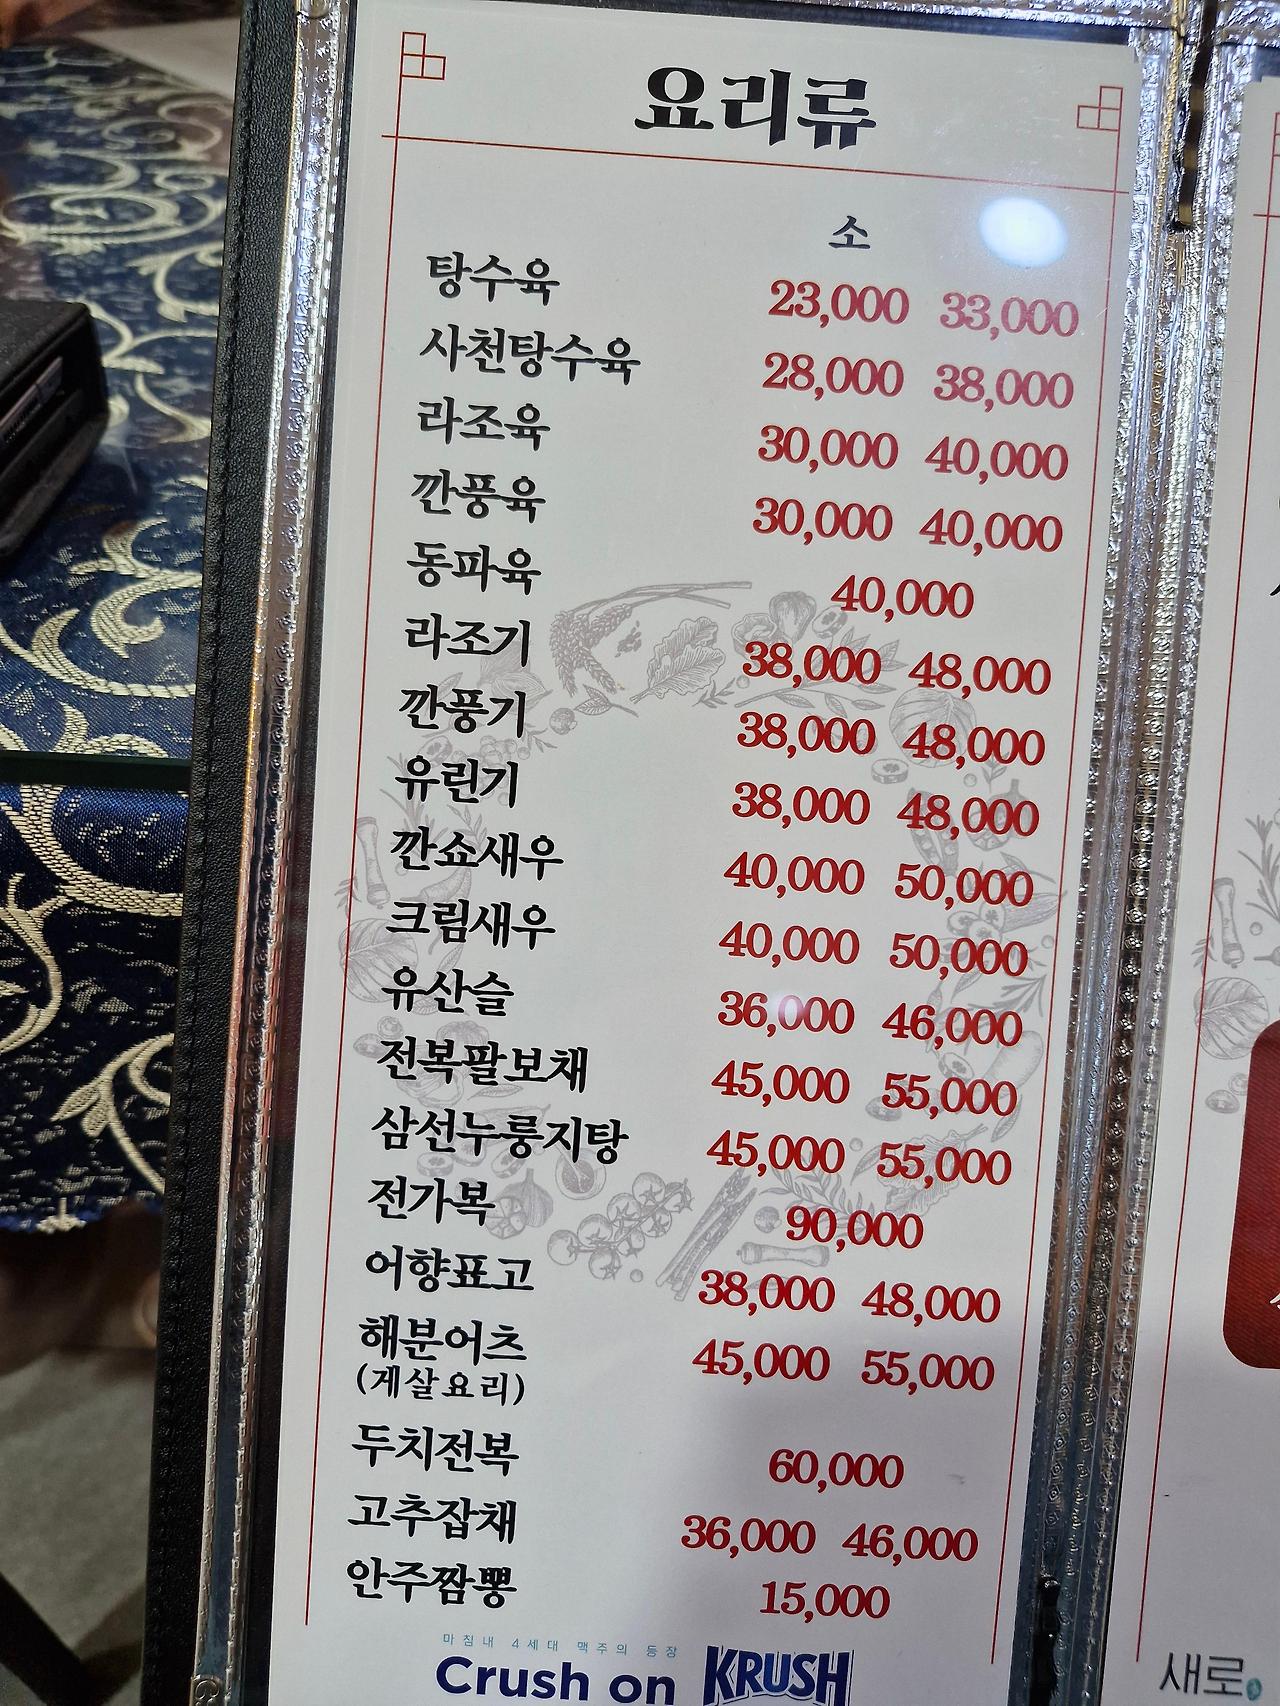 요리류
소
탕수육 23,000 33,000
사천탕수육 28,000 38,000
라조육 30,000 40,000
깐풍육 30,000 40,000
동파육 40,000
라조기 38,000 48,000
깐풍기 38,000 48,000
유린기 38,000 48,000
깐쇼새우 40,000 50,000
크림새우 40,000 50,000
유산슬 36,000 46,000
전복팔보채 45,000 55,000
삼선누룽지탕 45,000 55,000
전가복 90,000
어향표고 38,000 48,000
해분어츠 45,000 55,000
(게살요리)
두치전복 60,000
고추잡채 36,000 46,000
안주짬뽕 15,000
마침내 4세대 맥주의 등장
Crush on KRUSH
새로